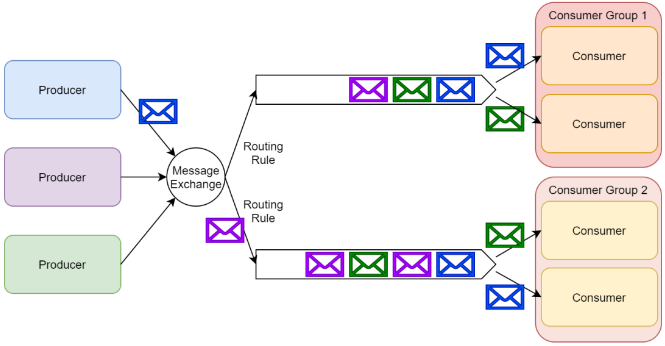 Consumer Group 1
Consumer
Consumer
Producer
Producer
Producer
Message
Exchange
Routing
Rule
Routing
Rule
Consumer Group 2
Consumer
Consumer